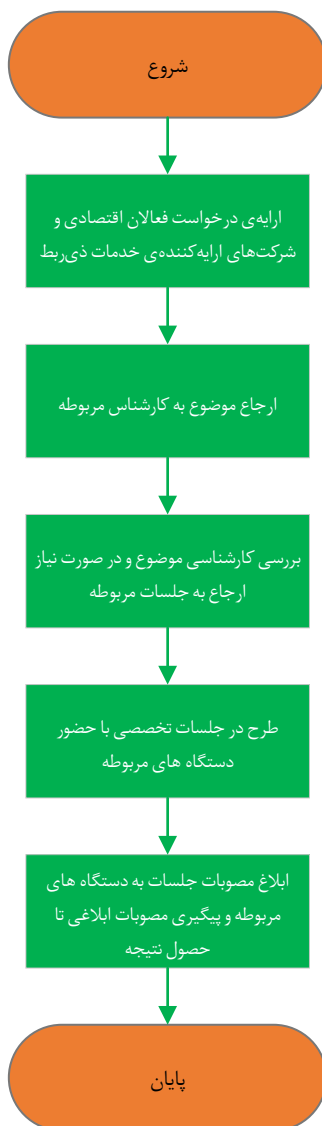 شروع
ارایه‌ی درخواست فعالان اقتصادی و
شرکت‌های ارایه‌کننده‌ی خدمات ذی‌ربط
ارجاع موضوع به کارشناس مربوطه
بررسی کارشناسی موضوع و در صورت نیاز
ارجاع به جلسات مربوطه
طرح در جلسات تخصصی با حضور
دستگاه های مربوطه
ابلاغ مصوبات جلسات به دستگاه های
مربوطه و پیگیری مصوبات ابلاغی تا
حصول نتیجه
پایان